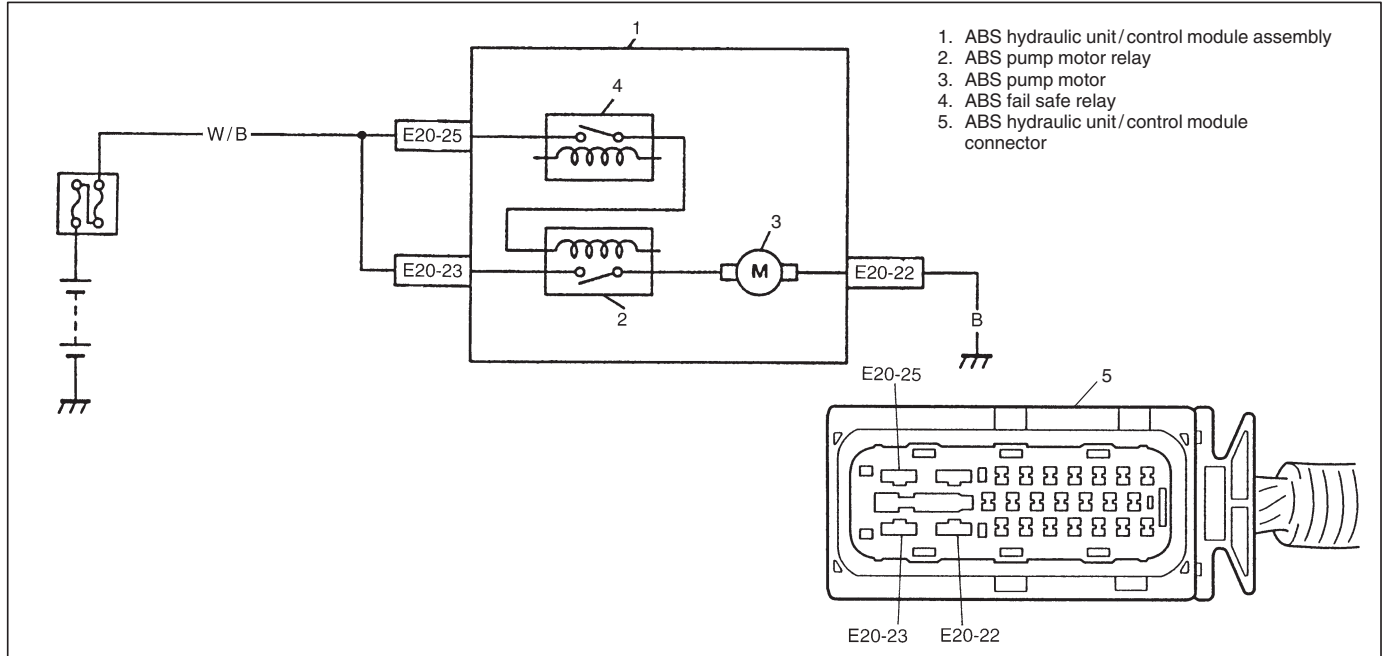 1
1. ABS hydraulic unit/control module assembly
2. ABS pump motor relay
3. ABS pump motor
4. ABS fail safe relay
5. ABS hydraulic unit/control module
connector
4
W/B
E20-25
3
E20-23
M
E20-22
2
B
E20-25
5
E20-23
E20-22